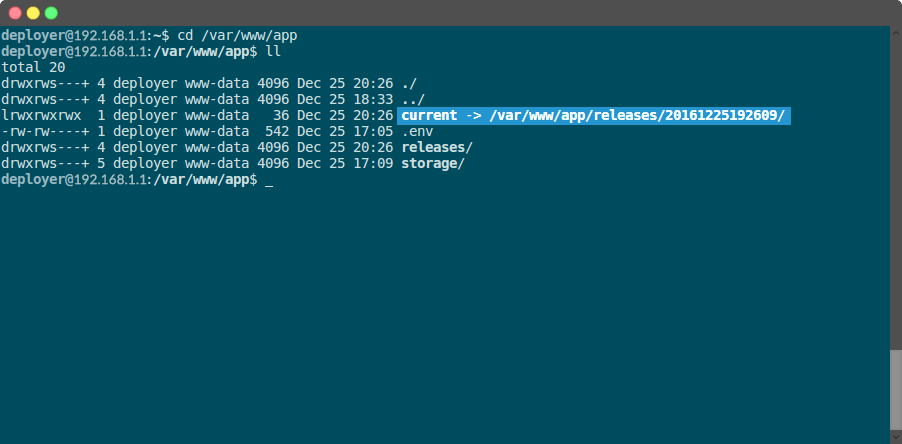 deployer@192.168.1.1:~$ cd /var/www/app
deployer@192.168.1.1:/var/www/app$ ll
total 20
drwxrws---+ 4 deployer www-data 4096 Dec 25 20:26 ./
drwxrws---+ 4 deployer www-data 4096 Dec 25 18:33 ../
lrwxrwxrwx  1 deployer www-data   36 Dec 25 20:26 current -> /var/www/app/releases/20161225192609/
-rw-rw----+ 1 deployer www-data  542 Dec 25 17:05 .env
drwxrws---+ 4 deployer www-data 4096 Dec 25 20:26 releases/
drwxrws---+ 5 deployer www-data 4096 Dec 25 17:09 storage/
deployer@192.168.1.1:/var/www/app$ _